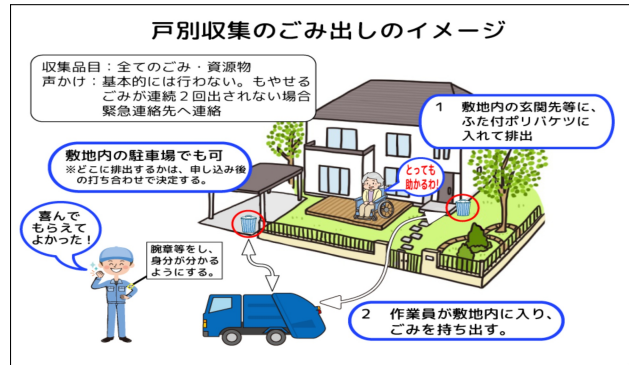 戸別収集のごみ出しのイメージ
収集品目：全てのごみ・資源物
声かけ：基本的には行わない。もやせる
ごみが連続２回出されない場合
緊急連絡先へ連絡
１　敷地内の玄関先等に、
ふた付ポリバケツに
入れて排出
敷地内の駐車場でも可
※どこに排出するかは、申し込み後
の打ち合わせで決定する。
とっても
助かるわ！
喜んで
もらえて
よかった！
腕章等をし、
身分が分かる
ようにする。
２　作業員が敷地内に入り、
ごみを持ち出す。